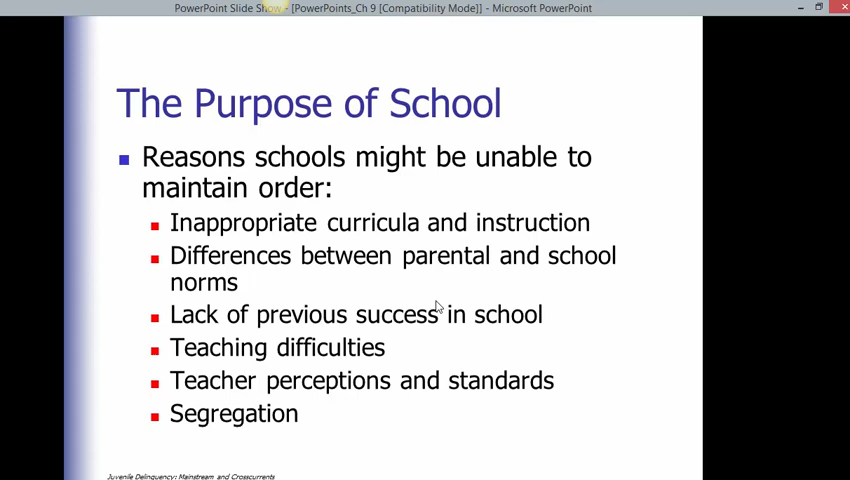 PowerPoint Slide Show - [PowerPoints_Ch 9 [Compatibility Mode]] - Microsoft PowerPoint
The Purpose of School
Reasons schools might be unable to
maintain order:
Inappropriate curricula and instruction
Differences between parental and school
norms
Lack of previous success in school
Teaching difficulties
Teacher perceptions and standards
Segregation
Juvenile Delinquency: Mainstream and Crosscurrents